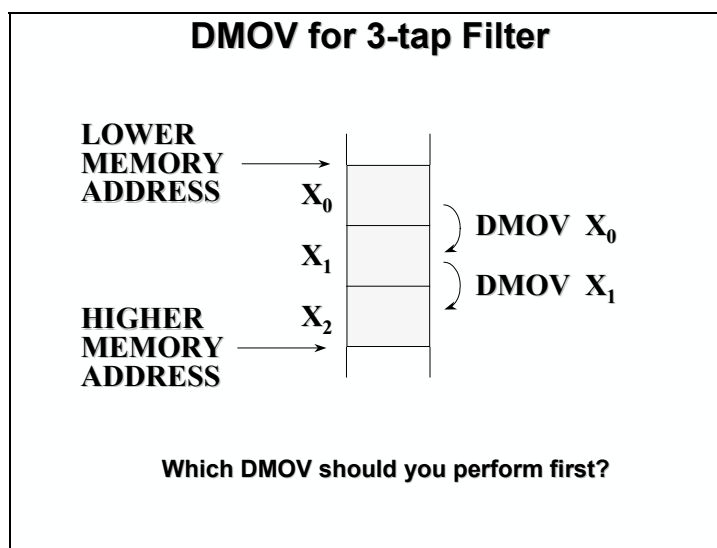 DMOV for 3-tap Filter
LOWER
MEMORY
ADDRESS
X₀
DMOV X₀
X₁
DMOV X₁
X₂
HIGHER
MEMORY
ADDRESS
Which DMOV should you perform first?